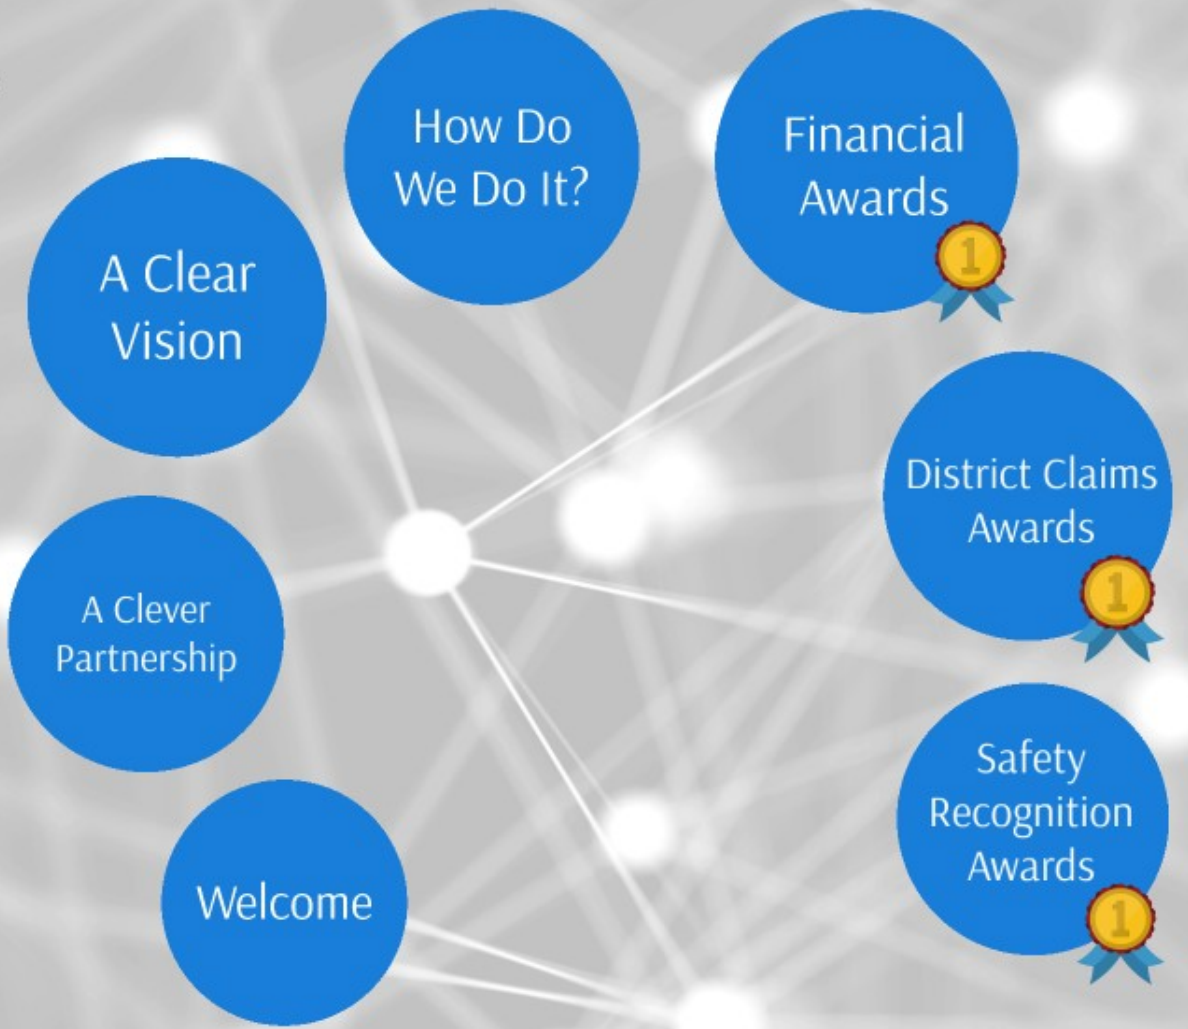 How Do
We Do It?
Financial
Awards
1
A Clear
Vision
District Claims
Awards
1
A Clever
Partnership
Safety
Recognition
Awards
1
Welcome